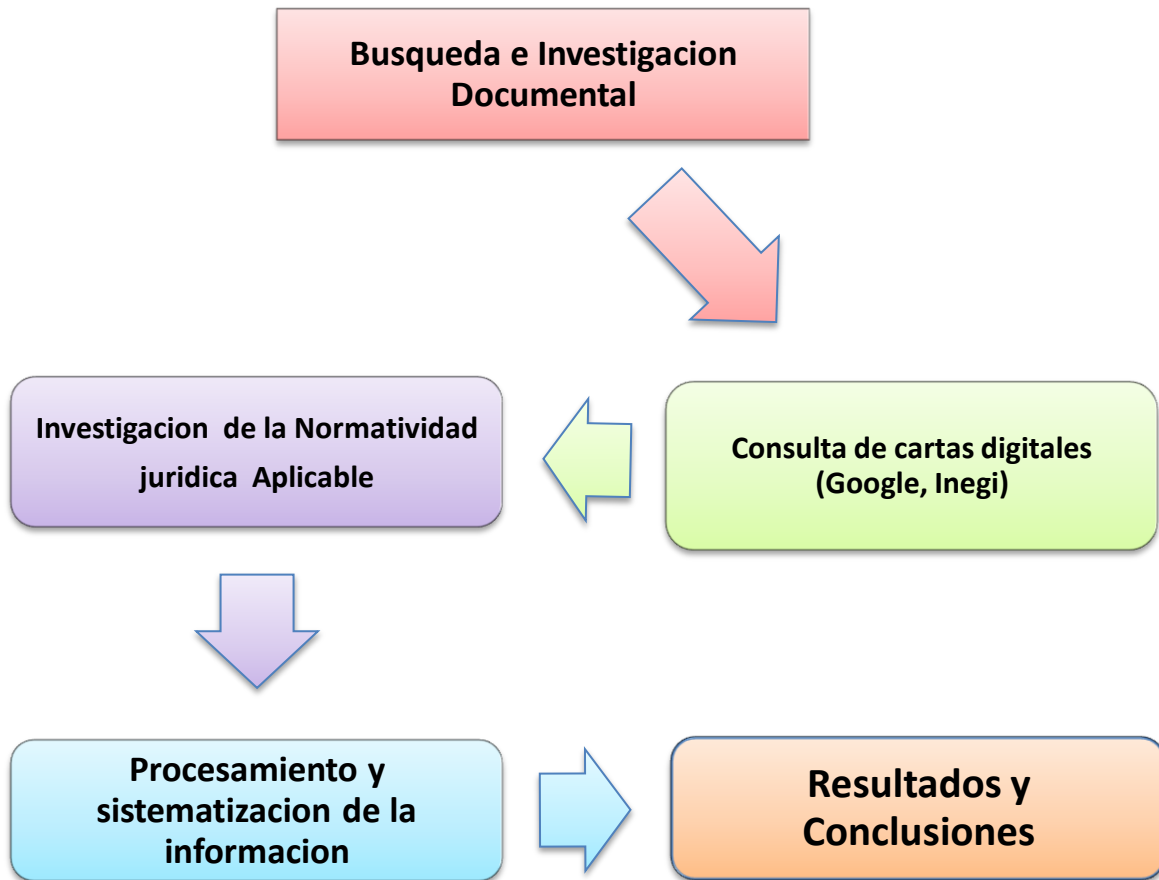 Busqueda e Investigacion
Documental
Consulta de cartas digitales
(Google, Inegi)
Investigacion de la Normatividad
juridica Aplicable
Procesamiento y
sistematizacion de la
informacion
Resultados y
Conclusiones